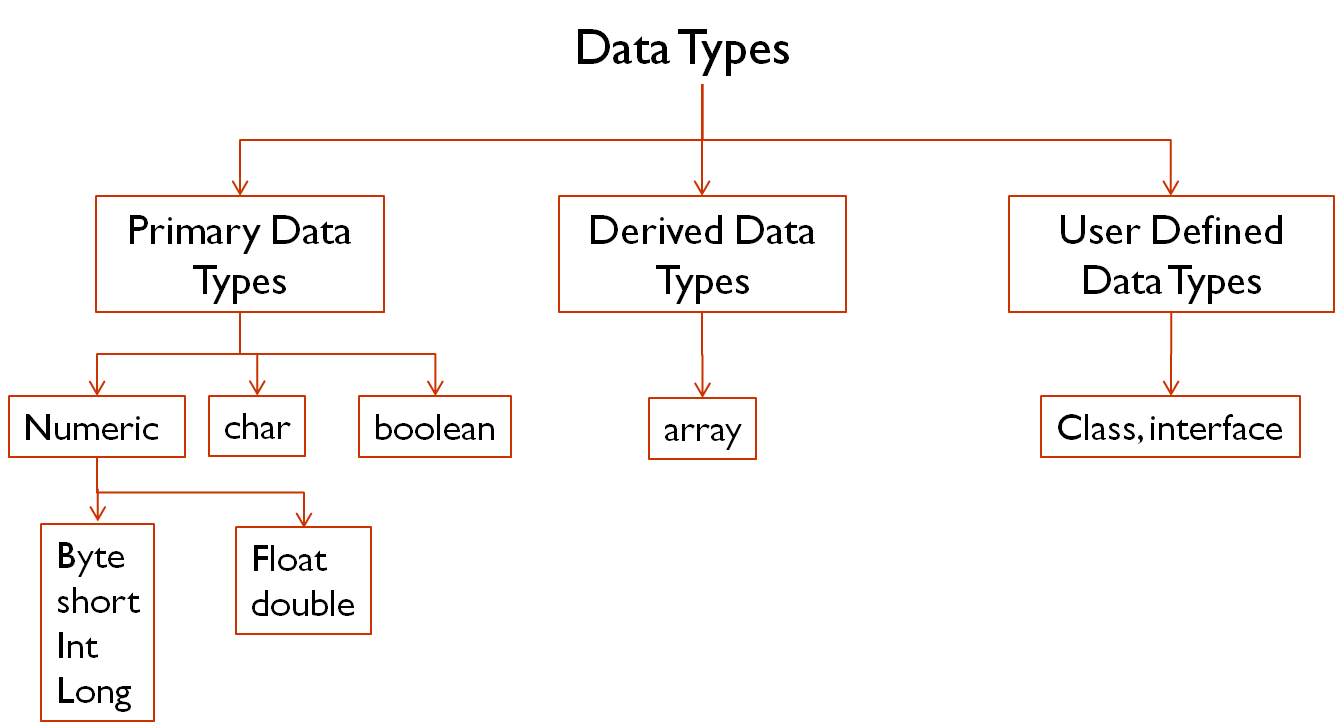 Data Types
Primary Data
Types
Derived Data
Types
User Defined
Data Types
Numeric
char
boolean
array
Class, interface
Byte
short
Int
Long
Float
double